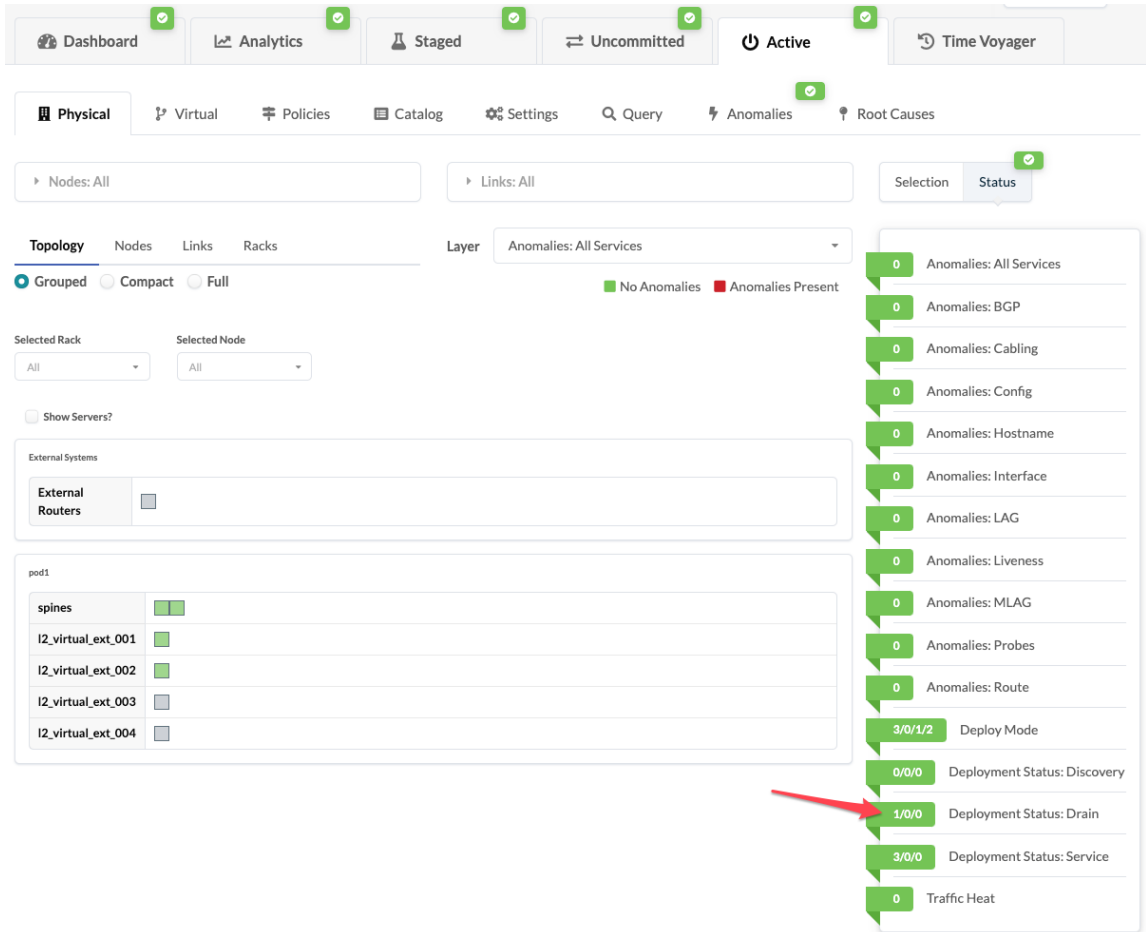 Dashboard Analytics Staged Uncommitted Active Time Voyager
Physical Virtual Policies Catalog Settings Query Anomalies Root Causes
Nodes: All Links: All Selection Status
Topology Nodes Links Racks Layer Anomalies: All Services
Grouped Compact Full No Anomalies Anomalies Present
Selected Rack Selected Node
All All
Show Servers?
External Systems
External
Routers
pod1
spines
l2_virtual_ext_001
l2_virtual_ext_002
l2_virtual_ext_003
l2_virtual_ext_004
0 Anomalies: All Services
0 Anomalies: BGP
0 Anomalies: Cabling
0 Anomalies: Config
0 Anomalies: Hostname
0 Anomalies: Interface
0 Anomalies: LAG
0 Anomalies: Liveness
0 Anomalies: MLAG
0 Anomalies: Probes
0 Anomalies: Route
3/0/1/2 Deploy Mode
0/0/0 Deployment Status: Discovery
1/0/0 Deployment Status: Drain
3/0/0 Deployment Status: Service
0 Traffic Heat